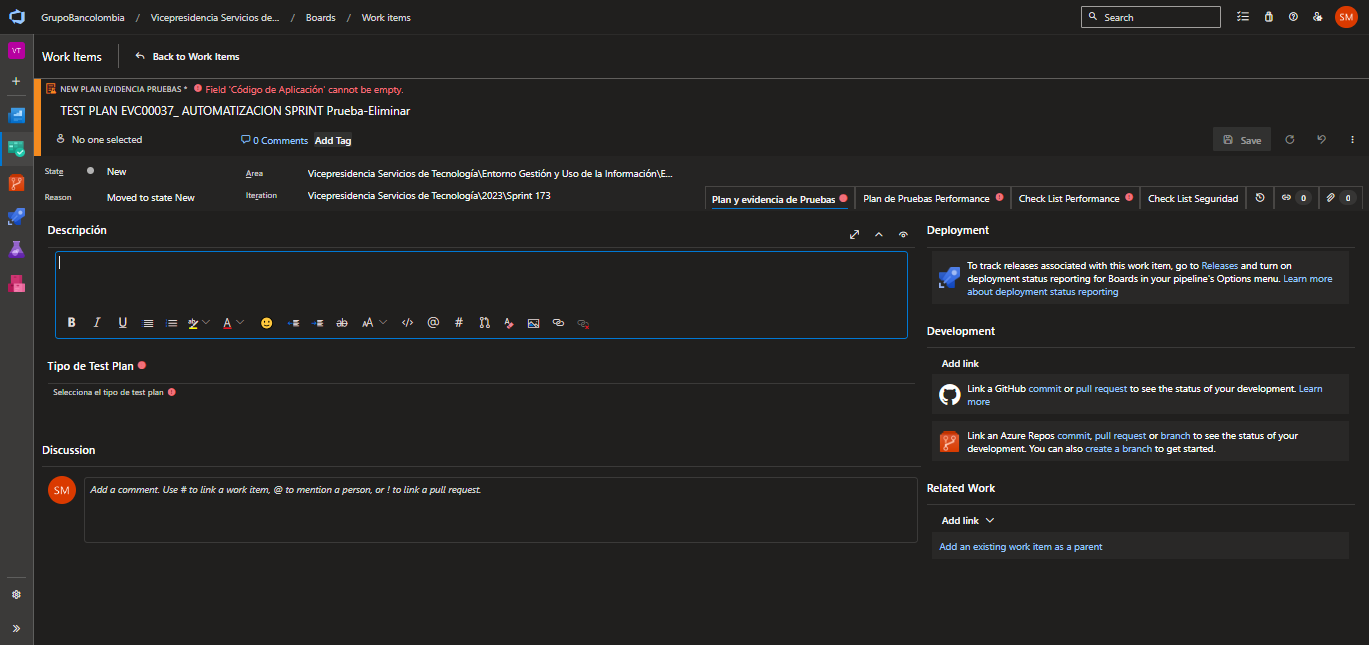 GrupoBancolombia / Vicepresidencia Servicios de... / Boards / Work items
Search
SM
VT
Work Items
Back to Work Items
NEW PLAN EVIDENCIA PRUEBAS * Field 'Código de Aplicación' cannot be empty.
TEST PLAN EVC00037_ AUTOMATIZACION SPRINT Prueba-Eliminar
No one selected
0 Comments
Add Tag
Save
State
New
Area
Vicepresidencia Servicios de Tecnología\Entorno Gestión y Uso de la Información\E...
Reason
Moved to state New
Iteration
Vicepresidencia Servicios de Tecnología\2023\Sprint 173
Plan y evidencia de Pruebas
Plan de Pruebas Performance
Check List Performance
Check List Seguridad
0
0
Descripción
B I U
Tipo de Test Plan
Selecciona el tipo de test plan
Discussion
SM
Add a comment. Use # to link a work item, @ to mention a person, or ! to link a pull request.
Deployment
To track releases associated with this work item, go to Releases and turn on
deployment status reporting for Boards in your pipeline's Options menu. Learn more
about deployment status reporting
Development
Add link
Link a GitHub commit or pull request to see the status of your development. Learn
more
Link an Azure Repos commit, pull request or branch to see the status of your
development. You can also create a branch to get started.
Related Work
Add link
Add an existing work item as a parent